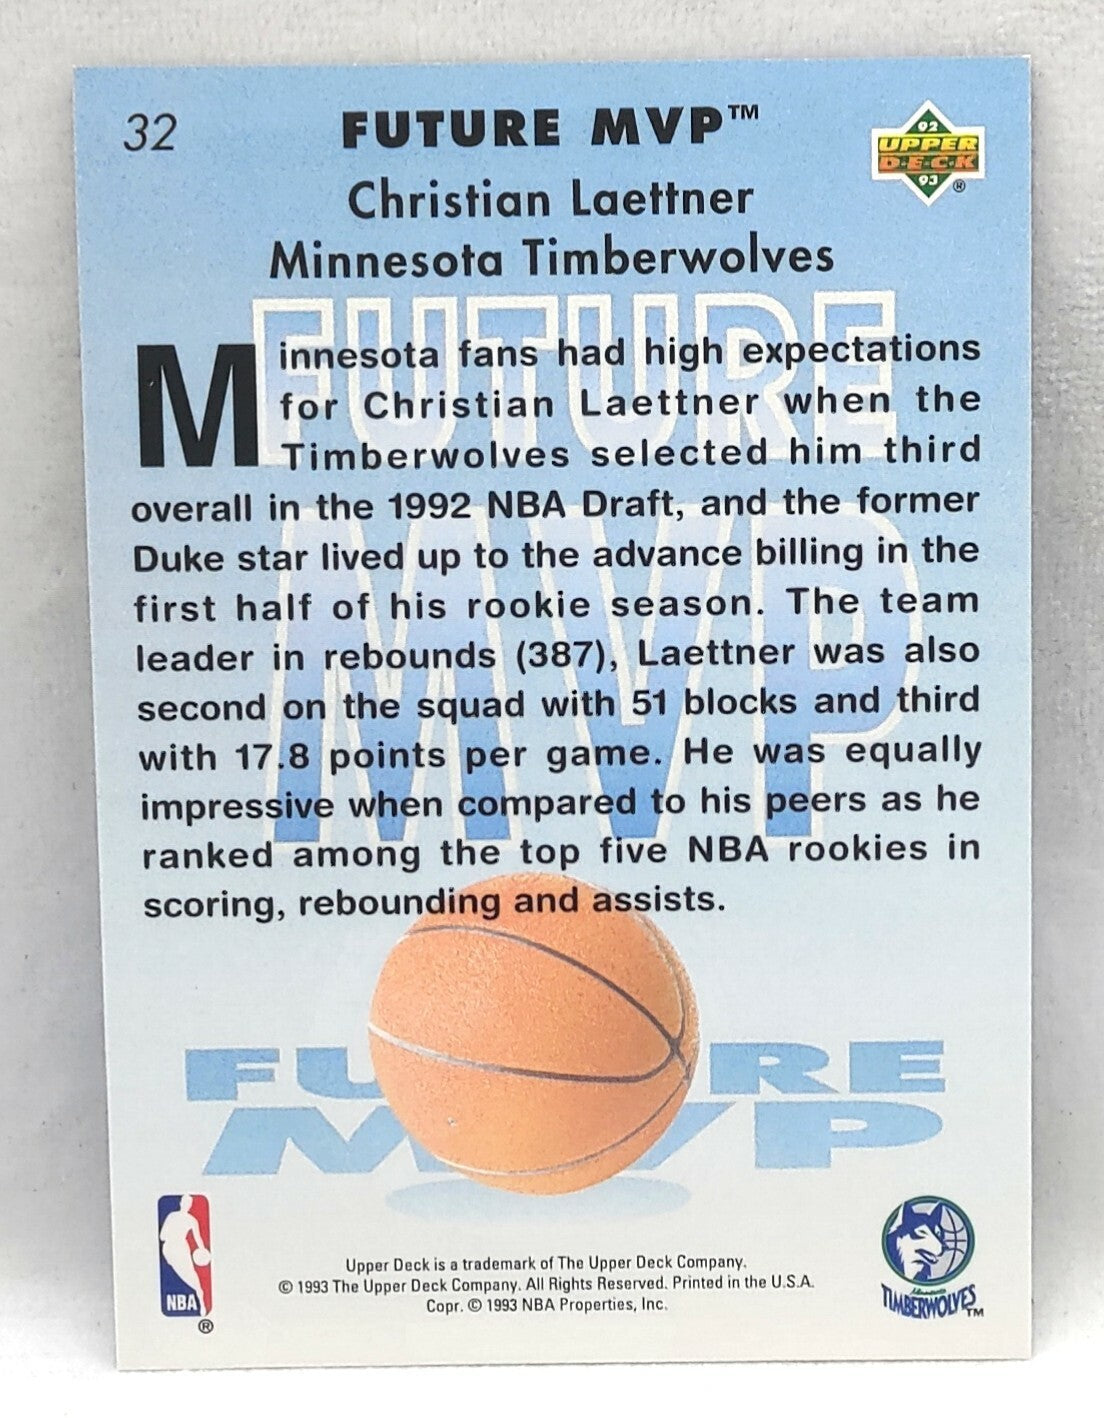 32
FUTURE MVP™
92
UPPER
D·E·C·K
93 ®
Christian Laettner
Minnesota Timberwolves
FUTURE
MVP
Minnesota fans had high expectations
for Christian Laettner when the
Timberwolves selected him third
overall in the 1992 NBA Draft, and the former
Duke star lived up to the advance billing in the
first half of his rookie season. The team
leader in rebounds (387), Laettner was also
second on the squad with 51 blocks and third
with 17.8 points per game. He was equally
impressive when compared to his peers as he
ranked among the top five NBA rookies in
scoring, rebounding and assists.
FUTURE
MVP
NBA
®
Upper Deck is a trademark of The Upper Deck Company.
© 1993 The Upper Deck Company. All Rights Reserved. Printed in the U.S.A.
Copr. © 1993 NBA Properties, Inc.
Minnesota
TIMBERWOLVES™